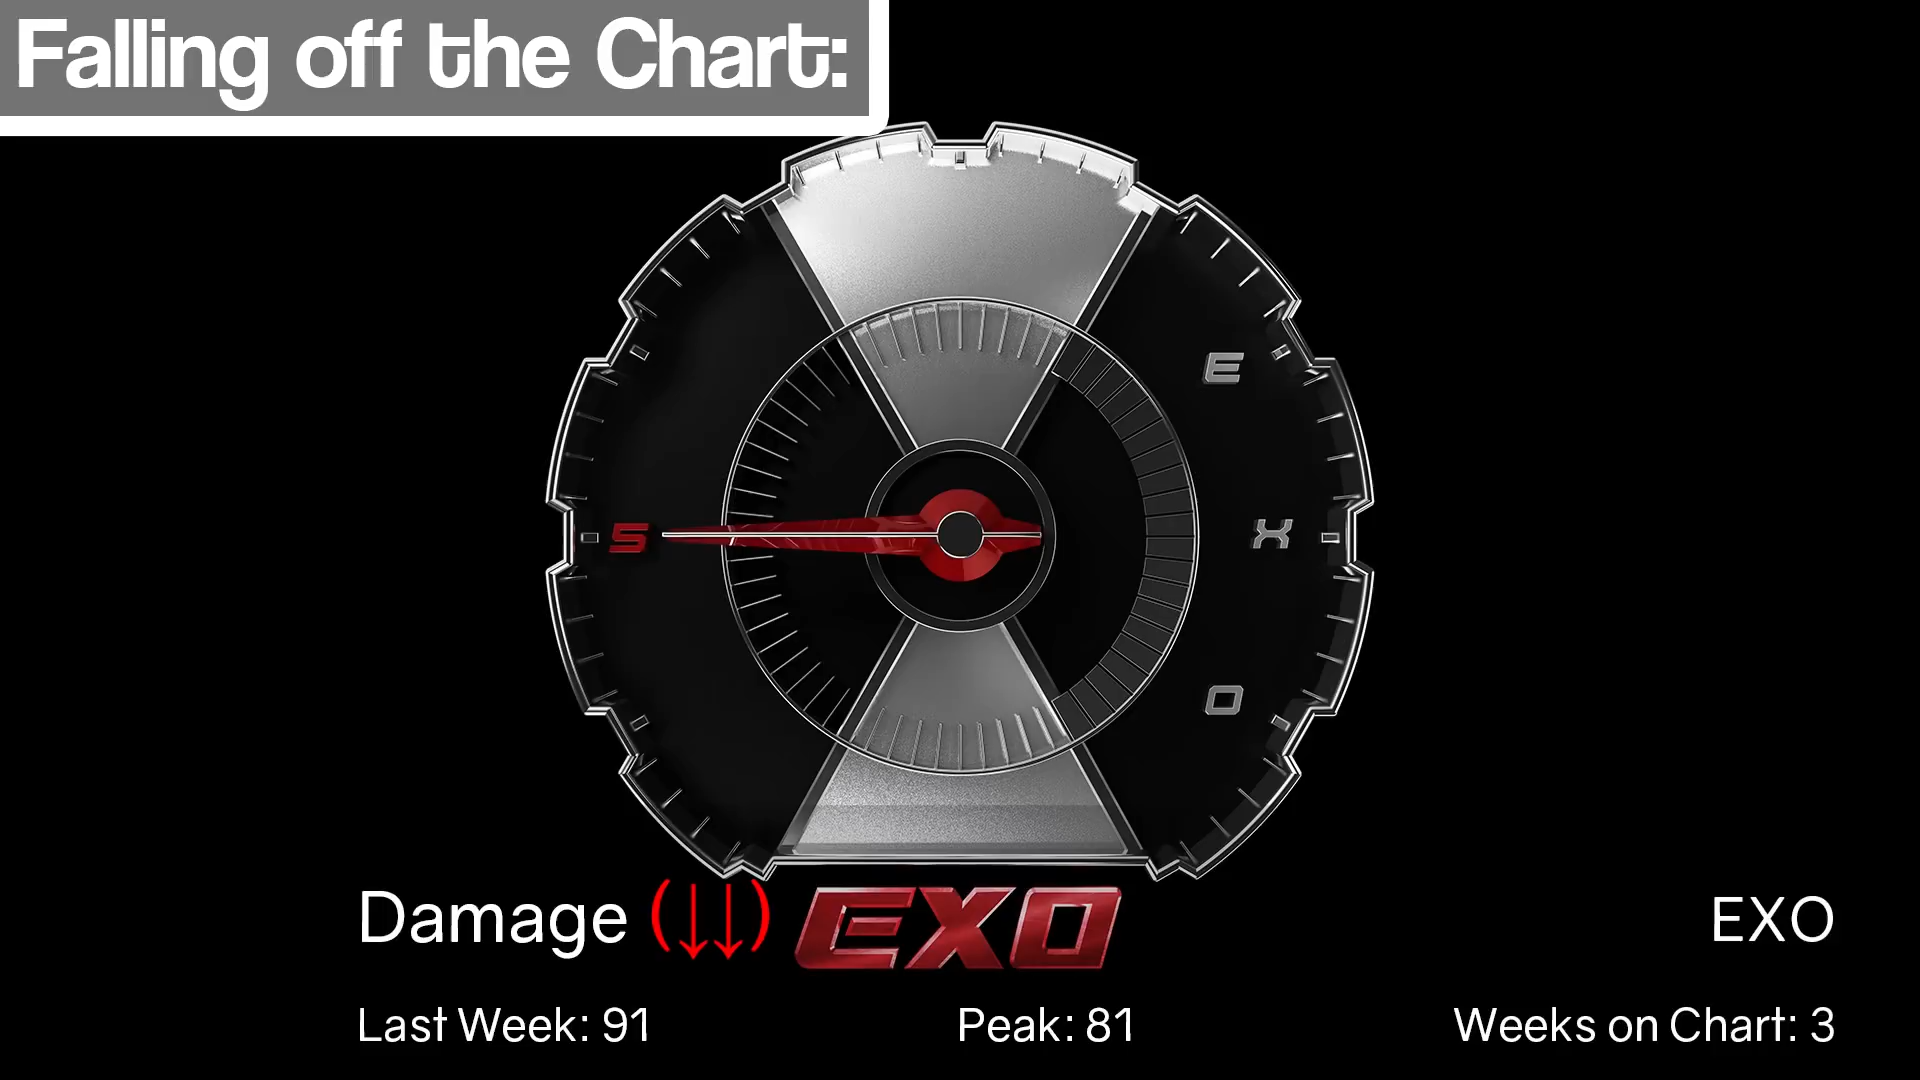 Falling off the Chart:
E
S
X
O
Damage (↓↓)
EXO
EXO
Last Week: 91
Peak: 81
Weeks on Chart: 3